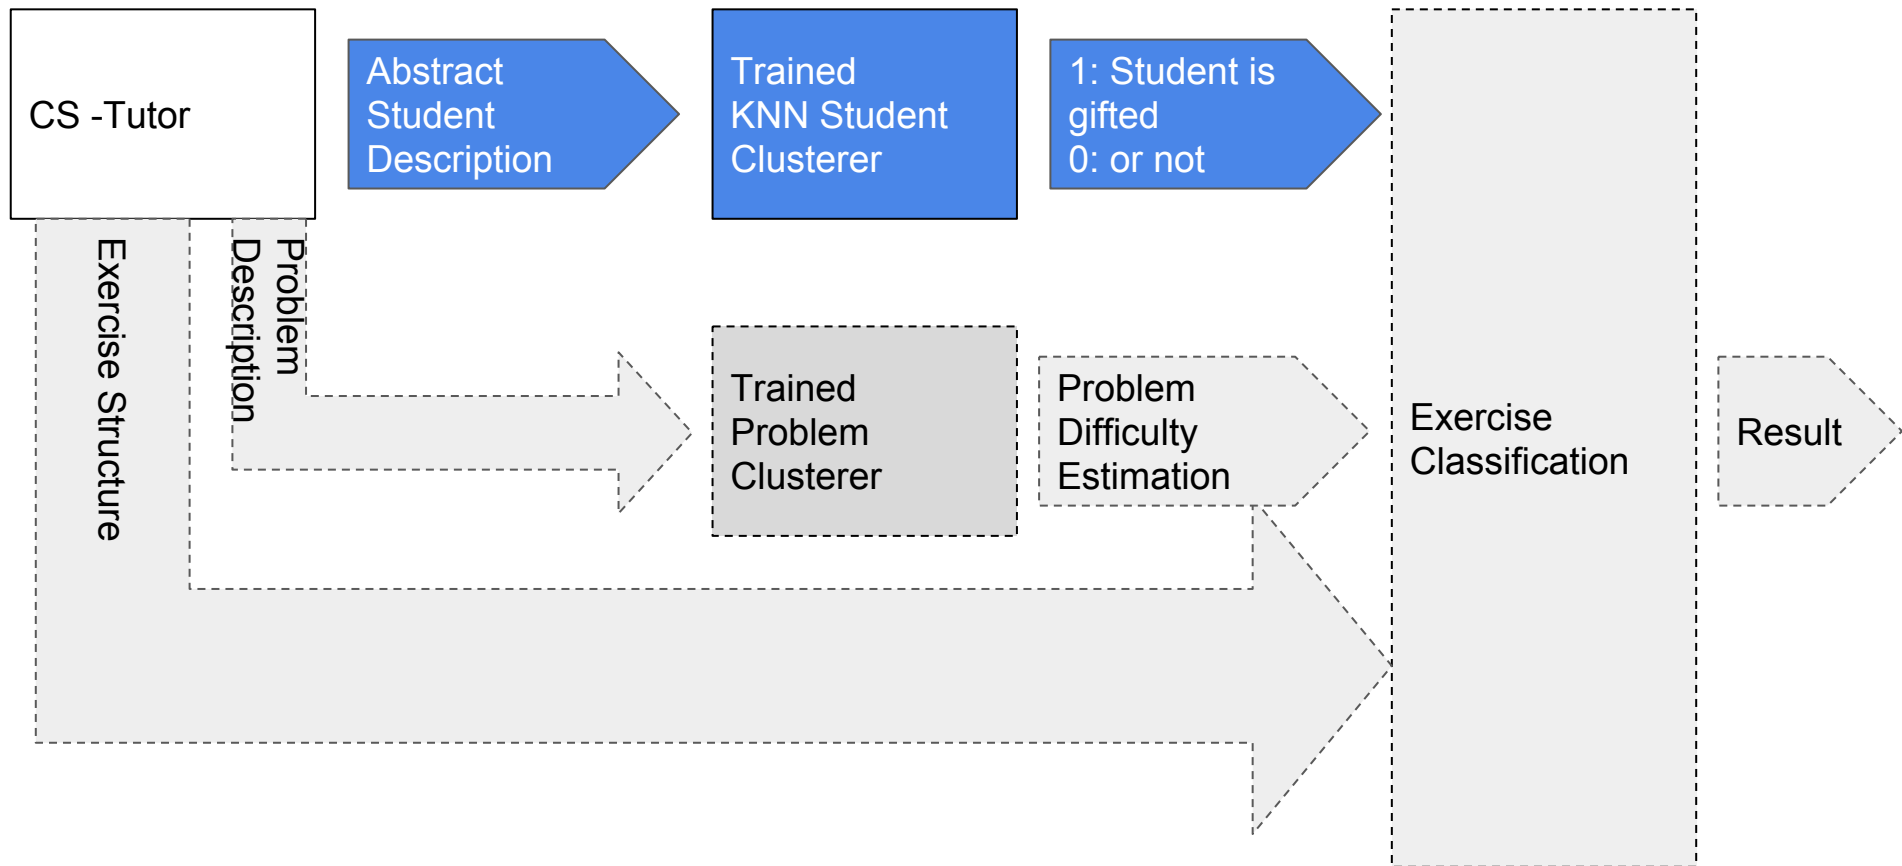 CS -Tutor
Abstract
Student
Description
Trained
KNN Student
Clusterer
1: Student is
gifted
0: or not
Exercise Structure
Problem
Description
Trained
Problem
Clusterer
Problem
Difficulty
Estimation
Exercise
Classification
Result